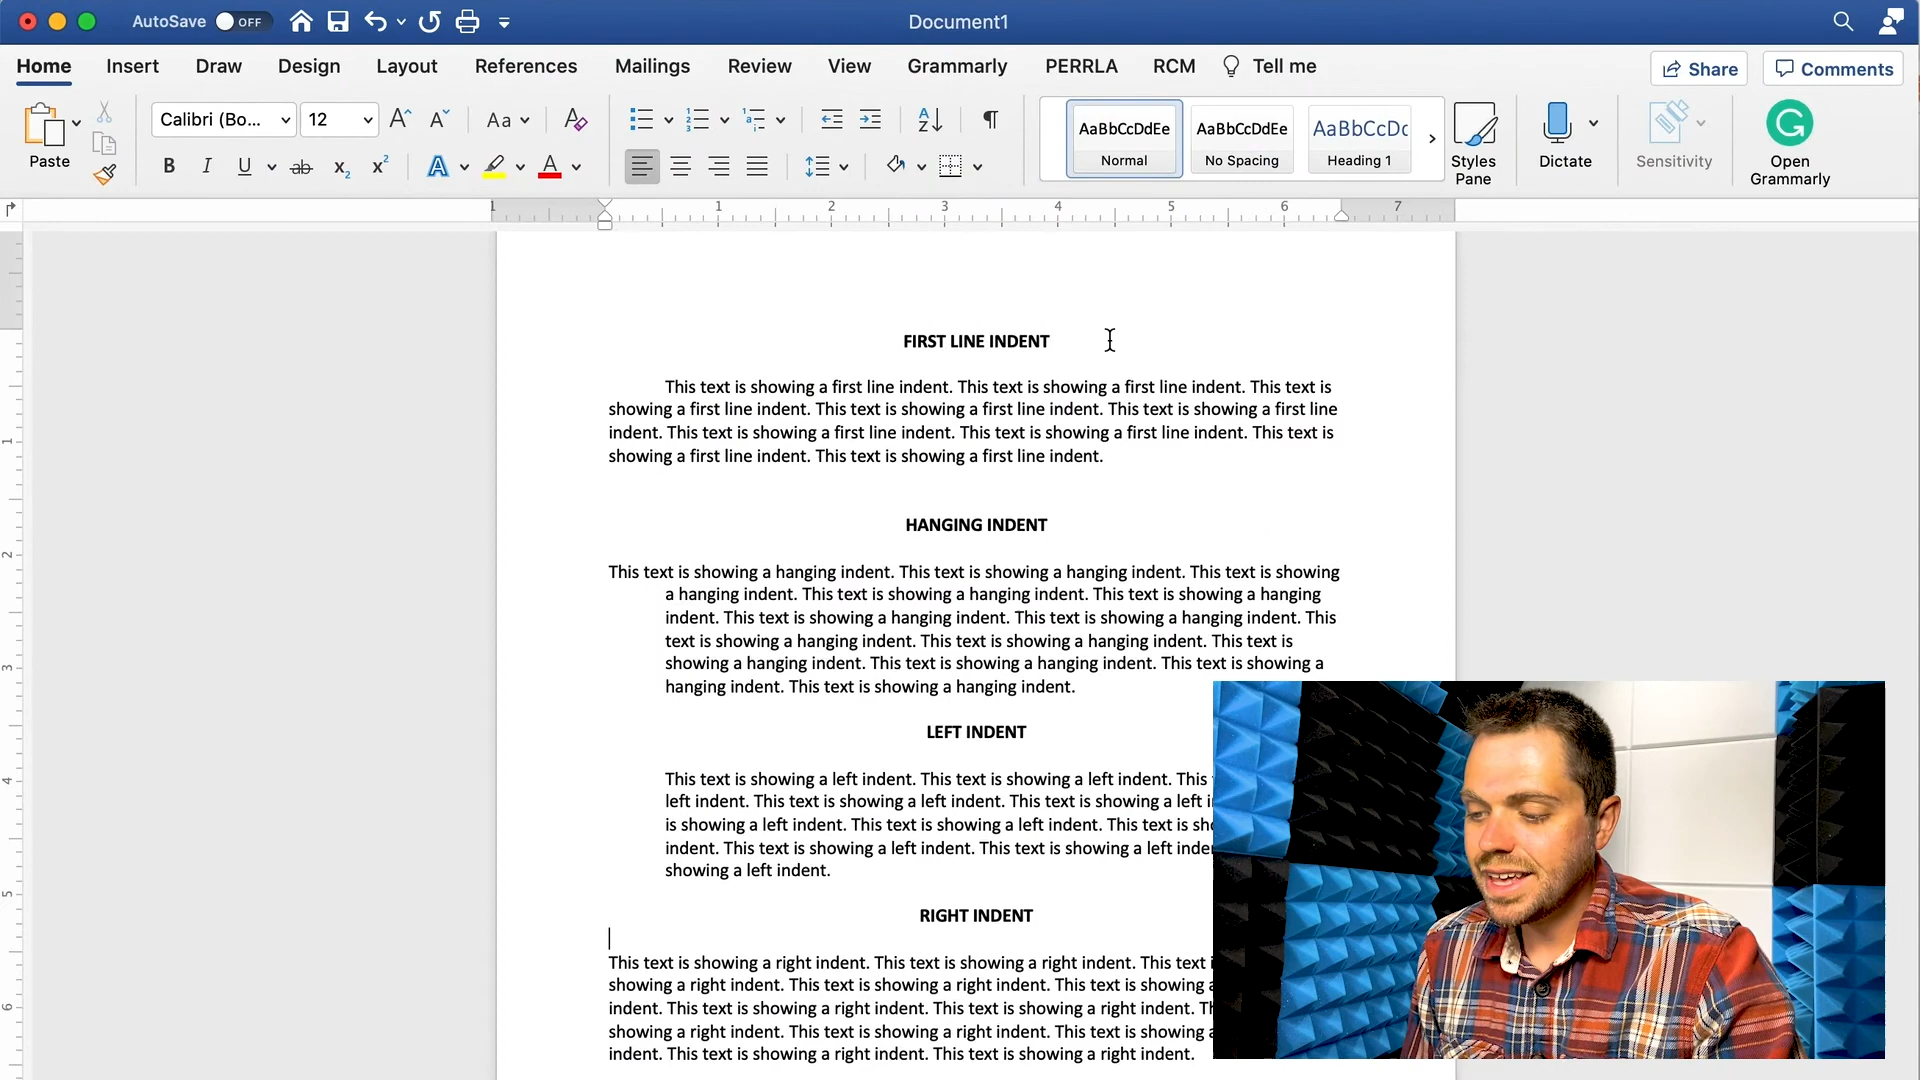 AutoSave OFF Document1
Home Insert Draw Design Layout References Mailings Review View Grammarly PERRLA RCM Tell me Share Comments
Calibri (Bo... 12 Aa
AaBbCcDdEe AaBbCcDdEe AaBbCcDc
Paste Normal No Spacing Heading 1 Styles Pane Dictate Sensitivity Open Grammarly
1 1 2 3 4 5 6 7
FIRST LINE INDENT
This text is showing a first line indent. This text is showing a first line indent. This text is
showing a first line indent. This text is showing a first line indent. This text is showing a first line
indent. This text is showing a first line indent. This text is showing a first line indent. This text is
showing a first line indent. This text is showing a first line indent.
HANGING INDENT
This text is showing a hanging indent. This text is showing a hanging indent. This text is showing
a hanging indent. This text is showing a hanging indent. This text is showing a hanging
indent. This text is showing a hanging indent. This text is showing a hanging indent. This
text is showing a hanging indent. This text is showing a hanging indent. This text is
showing a hanging indent. This text is showing a hanging indent. This text is showing a
hanging indent. This text is showing a hanging indent.
LEFT INDENT
This text is showing a left indent. This text is showing a left indent. This
left indent. This text is showing a left indent. This text is showing a left
is showing a left indent. This text is showing a left indent. This text is
indent. This text is showing a left indent. This text is showing a left
showing a left indent.
RIGHT INDENT
This text is showing a right indent. This text is showing a right indent. This text
showing a right indent. This text is showing a right indent. This text is showing a
indent. This text is showing a right indent. This text is showing a right indent.
showing a right indent. This text is showing a right indent. This text is showing a
indent. This text is showing a right indent. This text is showing a right indent.
1
2
3
4
5
6